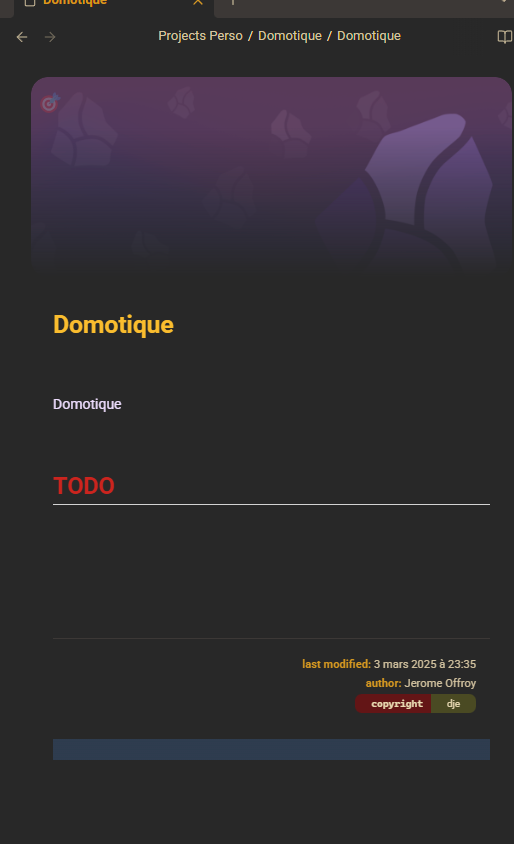 Domotique
Projects Perso / Domotique / Domotique
Domotique
Domotique
TODO
last modified: 3 mars 2025 à 23:35
author: Jerome Offroy
copyright dje